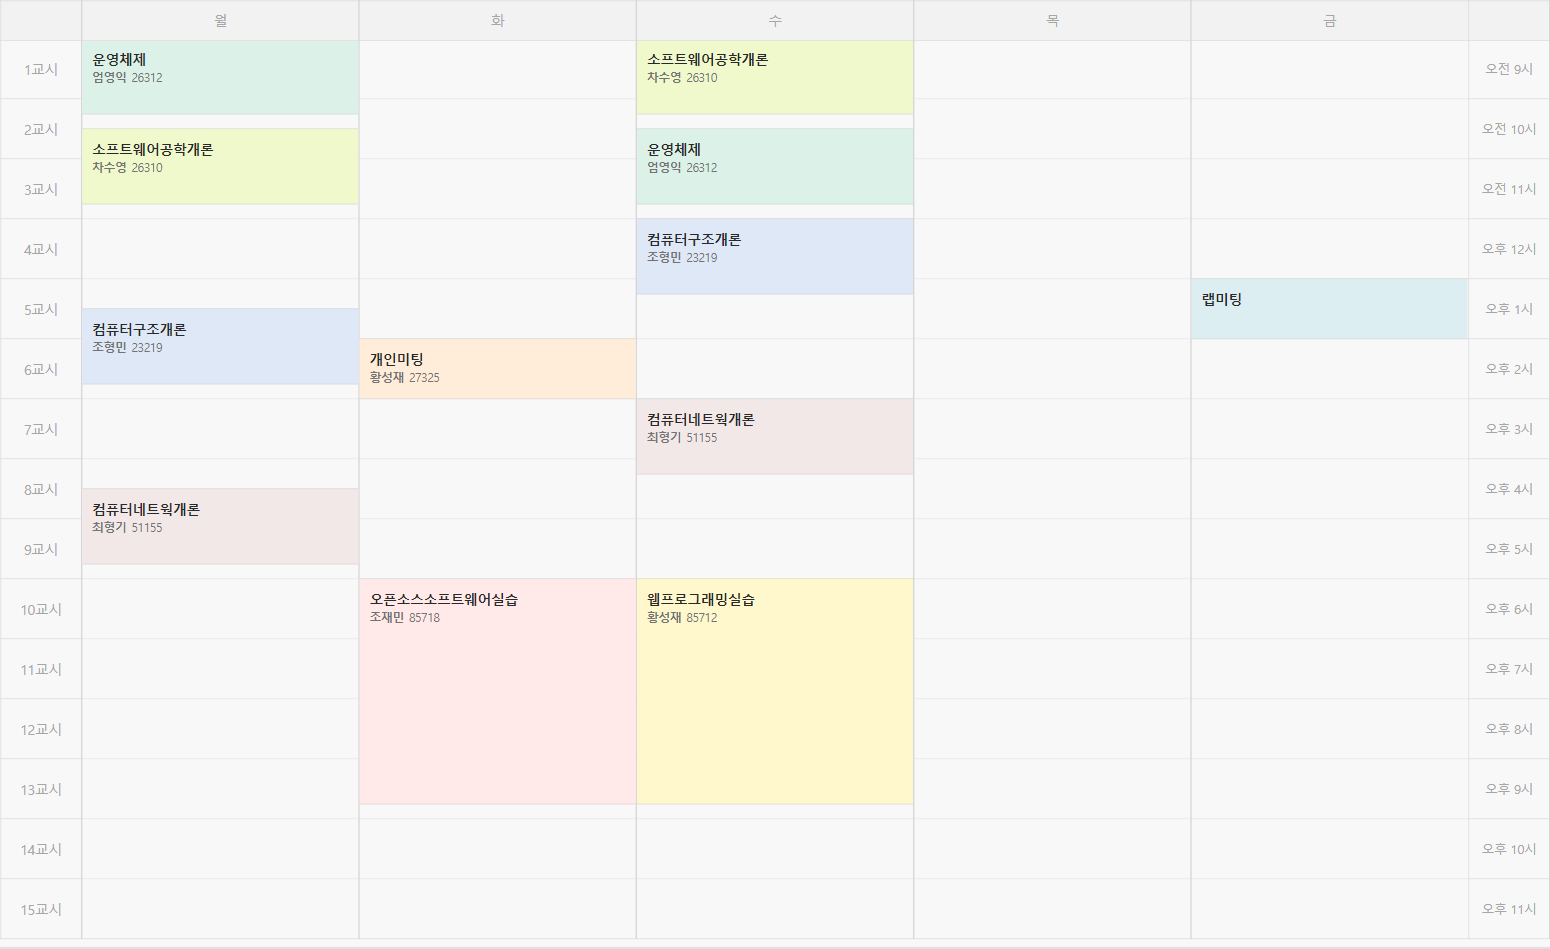 월 화 수 목 금
1교시 오전 9시
운영체제
엄영익 26312
소프트웨어공학개론
차수영 26310
2교시 오전 10시
소프트웨어공학개론
차수영 26310
운영체제
엄영익 26312
3교시 오전 11시
4교시 오후 12시
컴퓨터구조개론
조형민 23219
5교시 오후 1시
랩미팅
컴퓨터구조개론
조형민 23219
6교시 오후 2시
개인미팅
황성재 27325
7교시 오후 3시
컴퓨터네트웍개론
최형기 51155
8교시 오후 4시
컴퓨터네트웍개론
최형기 51155
9교시 오후 5시
10교시 오후 6시
오픈소스소프트웨어실습
조재민 85718
웹프로그래밍실습
황성재 85712
11교시 오후 7시
12교시 오후 8시
13교시 오후 9시
14교시 오후 10시
15교시 오후 11시